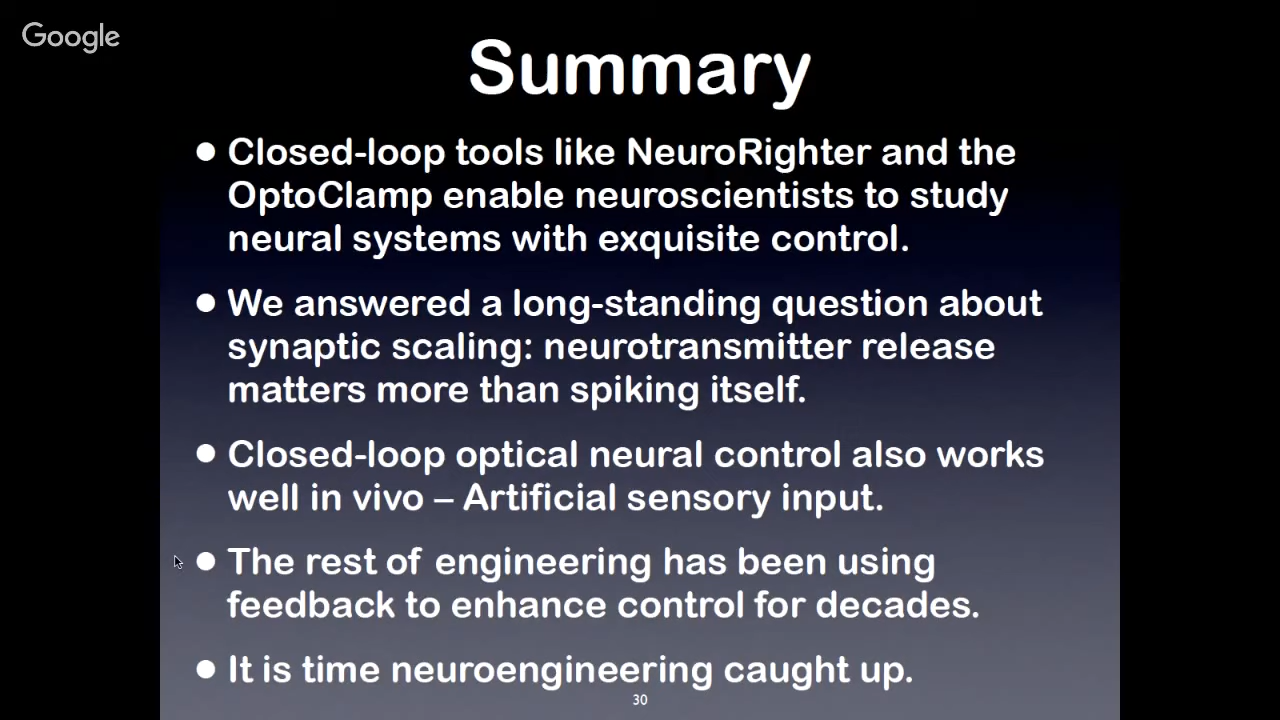 Google
Summary
• Closed-loop tools like NeuroRighter and the
OptoClamp enable neuroscientists to study
neural systems with exquisite control.
• We answered a long-standing question about
synaptic scaling: neurotransmitter release
matters more than spiking itself.
• Closed-loop optical neural control also works
well in vivo – Artificial sensory input.
• The rest of engineering has been using
feedback to enhance control for decades.
• It is time neuroengineering caught up.
30